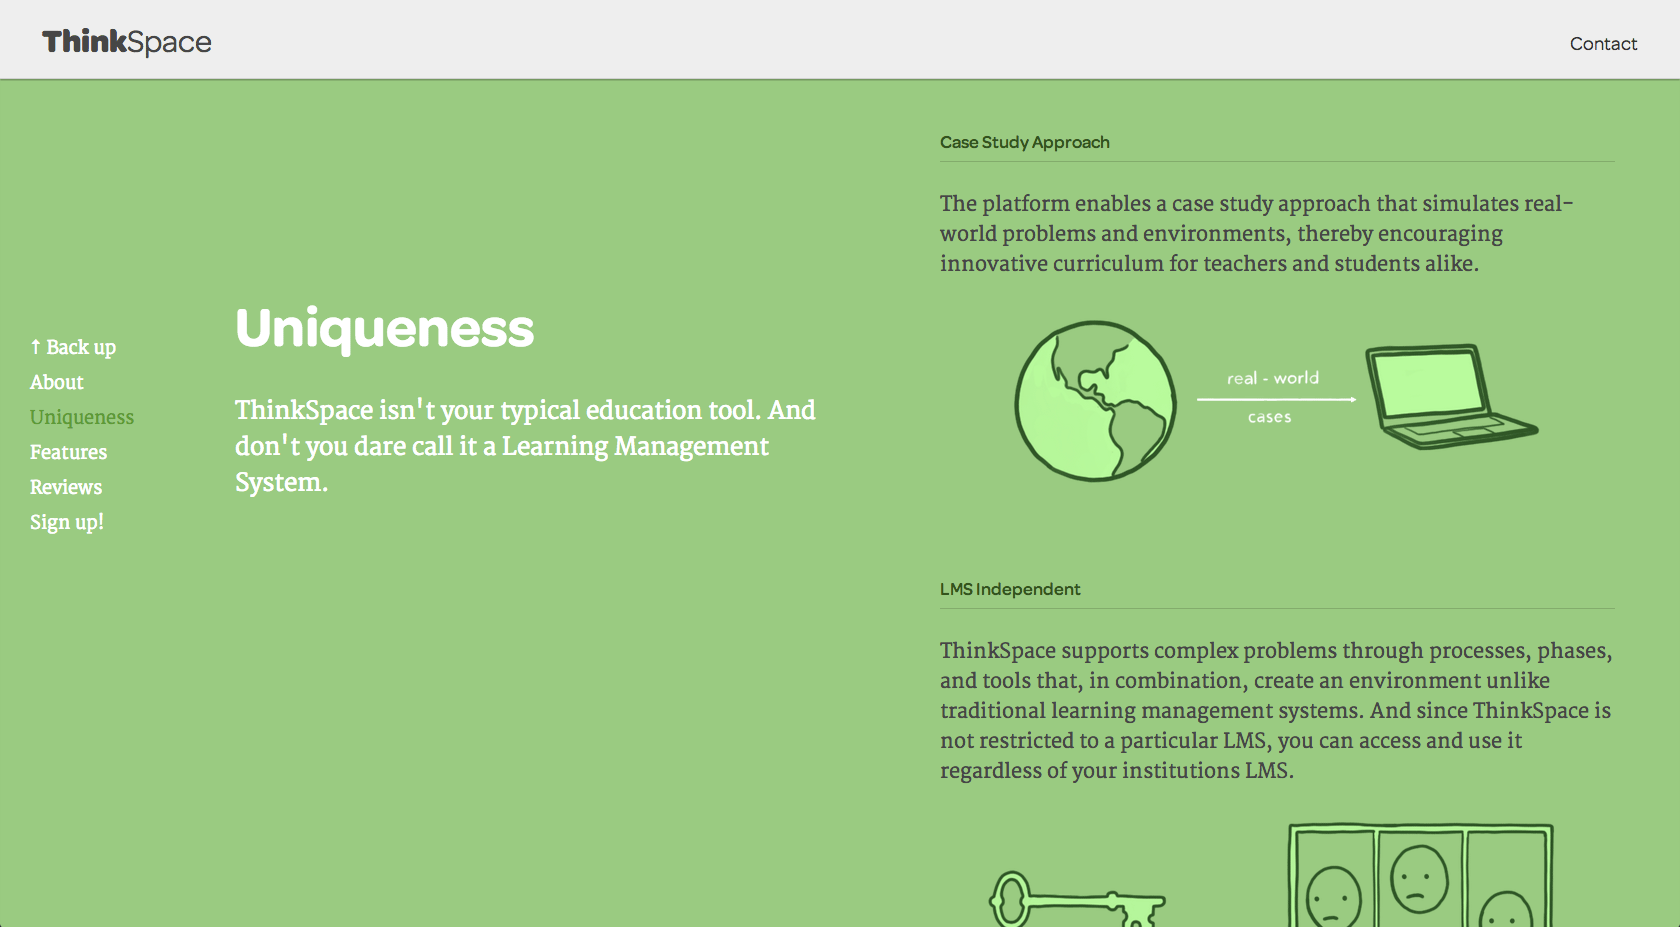 ThinkSpace
Contact
↑ Back up
About
Uniqueness
Features
Reviews
Sign up!
Uniqueness
ThinkSpace isn't your typical education tool. And
don't you dare call it a Learning Management
System.
Case Study Approach
The platform enables a case study approach that simulates real-
world problems and environments, thereby encouraging
innovative curriculum for teachers and students alike.
real - world
cases
LMS Independent
ThinkSpace supports complex problems through processes, phases,
and tools that, in combination, create an environment unlike
traditional learning management systems. And since ThinkSpace is
not restricted to a particular LMS, you can access and use it
regardless of your institutions LMS.